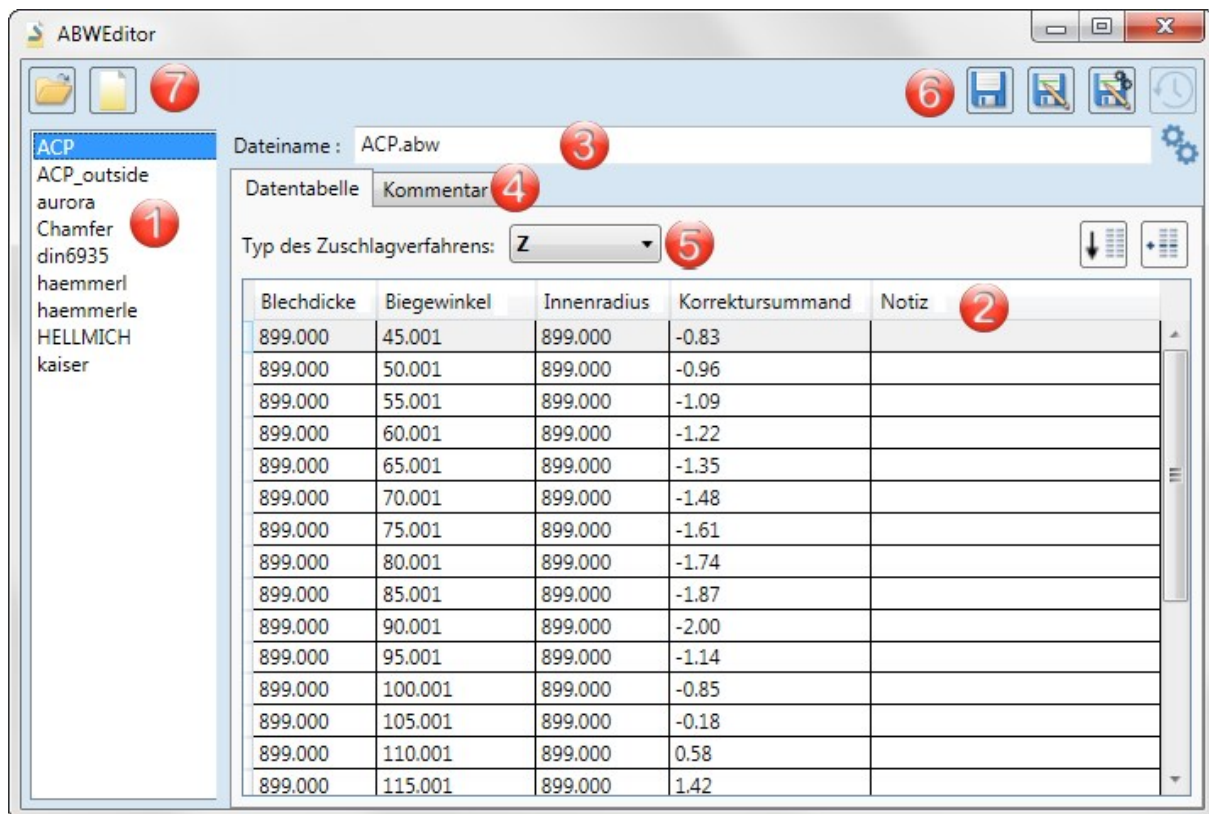 ABWEditor
7
6
ACP
ACP_outside
aurora
Chamfer
din6935
haemmerl
haemmerle
HELLMICH
kaiser
1
Dateiname : ACP.abw
3
Datentabelle Kommentar
4
Typ des Zuschlagverfahrens: Z
5
Blechdicke Biegewinkel Innenradius Korrektursummand Notiz
2
899.000 45.001 899.000 -0.83
899.000 50.001 899.000 -0.96
899.000 55.001 899.000 -1.09
899.000 60.001 899.000 -1.22
899.000 65.001 899.000 -1.35
899.000 70.001 899.000 -1.48
899.000 75.001 899.000 -1.61
899.000 80.001 899.000 -1.74
899.000 85.001 899.000 -1.87
899.000 90.001 899.000 -2.00
899.000 95.001 899.000 -1.14
899.000 100.001 899.000 -0.85
899.000 105.001 899.000 -0.18
899.000 110.001 899.000 0.58
899.000 115.001 899.000 1.42